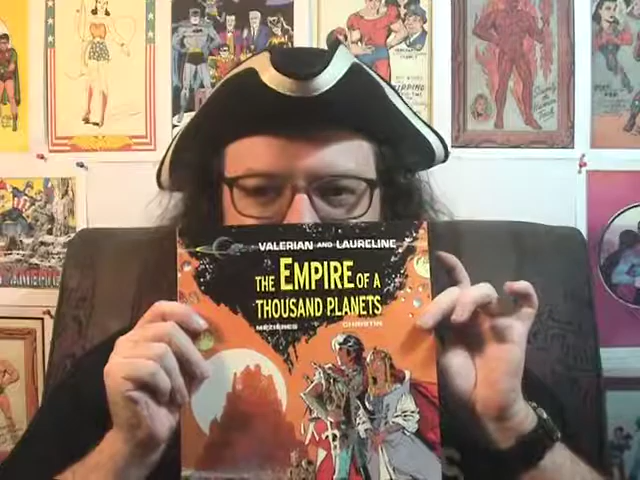 VALERIAN AND LAURELINE
THE EMPIRE OF A
THOUSAND PLANETS
MÉZIÈRES CHRISTIN